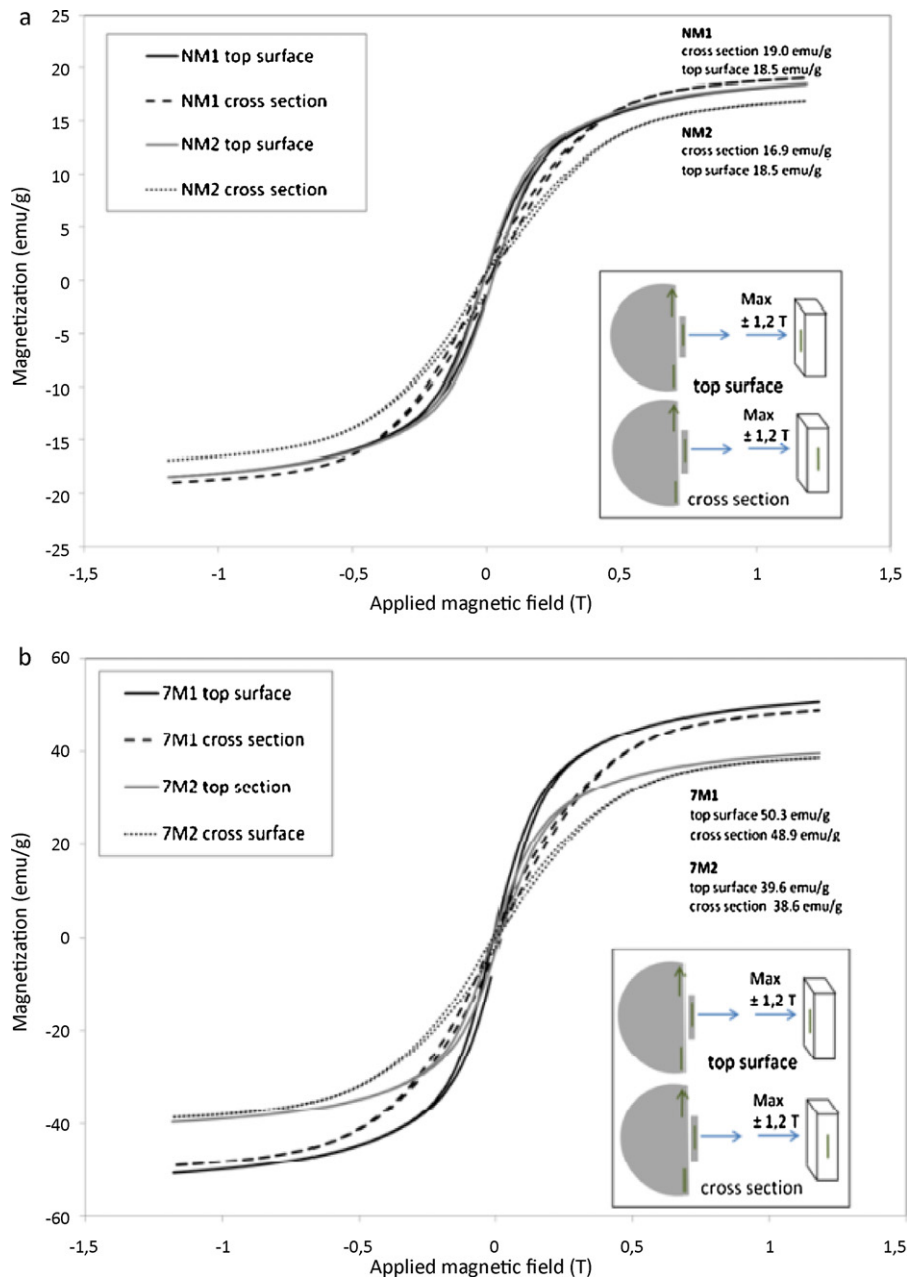 a
25
20
15
10
5
0
-5
-10
-15
-20
-25
Magnetization (emu/g)
NM1 top surface
NM1 cross section
NM2 top surface
NM2 cross section
NM1
cross section 19.0 emu/g
top surface 18.5 emu/g
NM2
cross section 16.9 emu/g
top surface 18.5 emu/g
Max
± 1,2 T
top surface
Max
± 1,2 T
cross section
-1,5
-1
-0,5
0
0,5
1
1,5
Applied magnetic field (T)
b
60
40
20
0
-20
-40
-60
Magnetization (emu/g)
7M1 top surface
7M1 cross section
7M2 top section
7M2 cross surface
7M1
top surface 50.3 emu/g
cross section 48.9 emu/g
7M2
top surface 39.6 emu/g
cross section 38.6 emu/g
Max
± 1,2 T
top surface
Max
± 1,2 T
cross section
-1,5
-1
-0,5
0
0,5
1
1,5
Applied magnetic field (T)